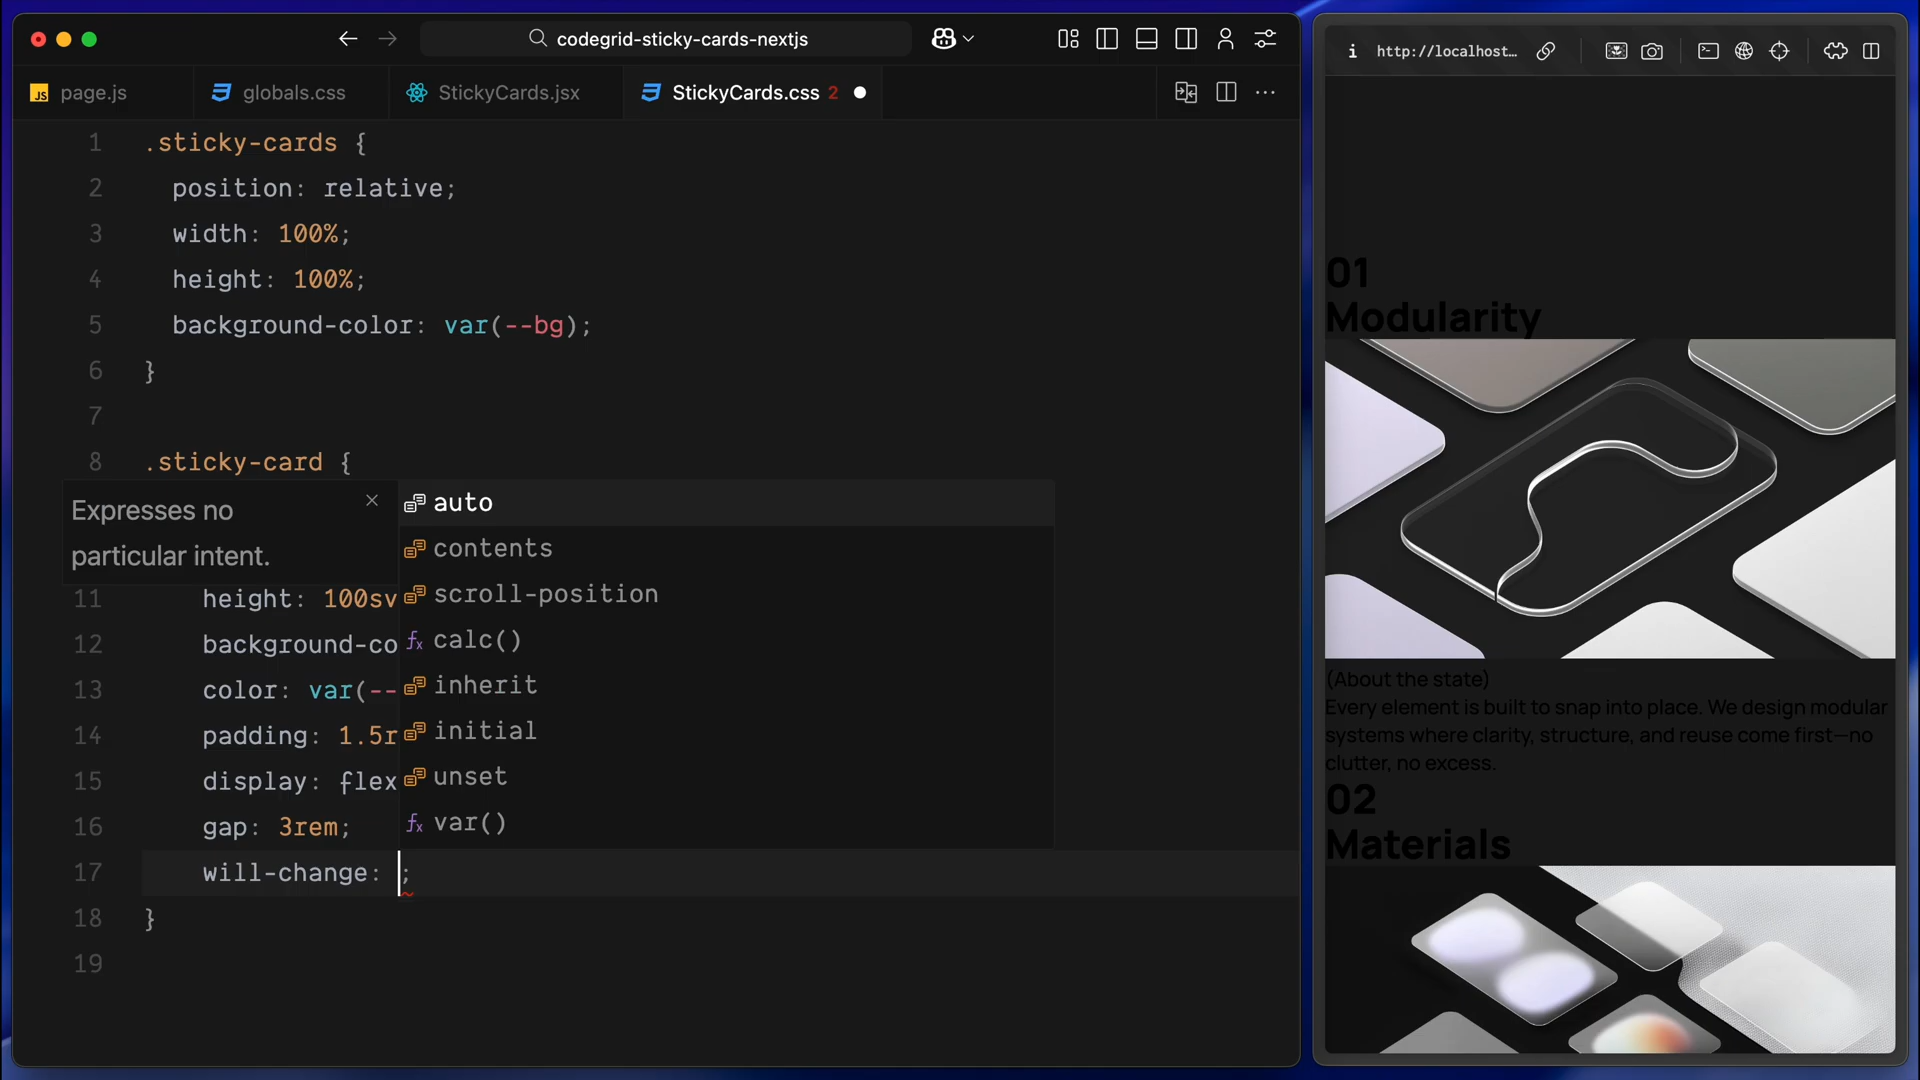 codegrid-sticky-cards-nextjs
JS page.js
globals.css
StickyCards.jsx
StickyCards.css 2
1 .sticky-cards {
2 position: relative;
3 width: 100%;
4 height: 100%;
5 background-color: var(--bg);
6 }
7
8 .sticky-card {
Expresses no
particular intent.
auto
contents
scroll-position
calc()
inherit
initial
unset
var()
11 height: 100sv
12 background-co
13 color: var(--
14 padding: 1.5r
15 display: flex
16 gap: 3rem;
17 will-change: ;
18 }
19
http://localhost…
01
Modularity
(About the state)
Every element is built to snap into place. We design modular
systems where clarity, structure, and reuse come first—no
clutter, no excess.
02
Materials